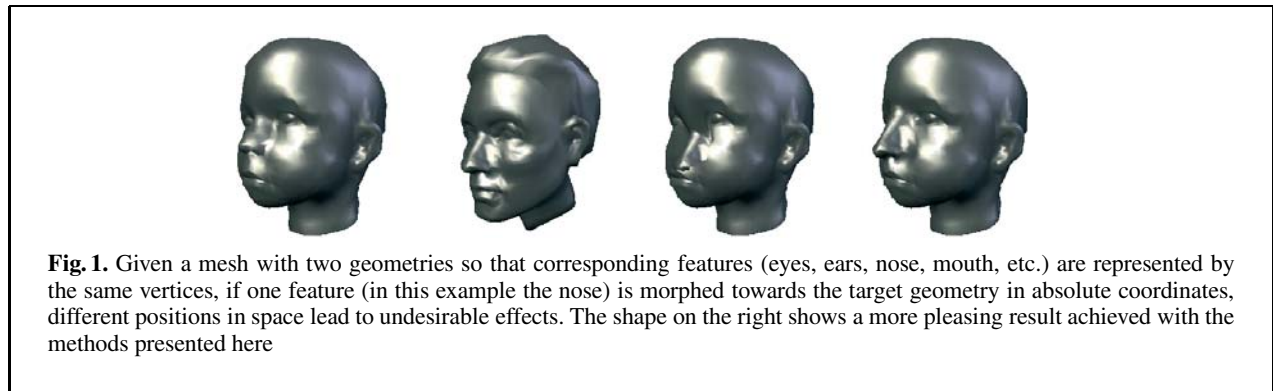 Fig. 1. Given a mesh with two geometries so that corresponding features (eyes, ears, nose, mouth, etc.) are represented by
the same vertices, if one feature (in this example the nose) is morphed towards the target geometry in absolute coordinates,
different positions in space lead to undesirable effects. The shape on the right shows a more pleasing result achieved with the
methods presented here